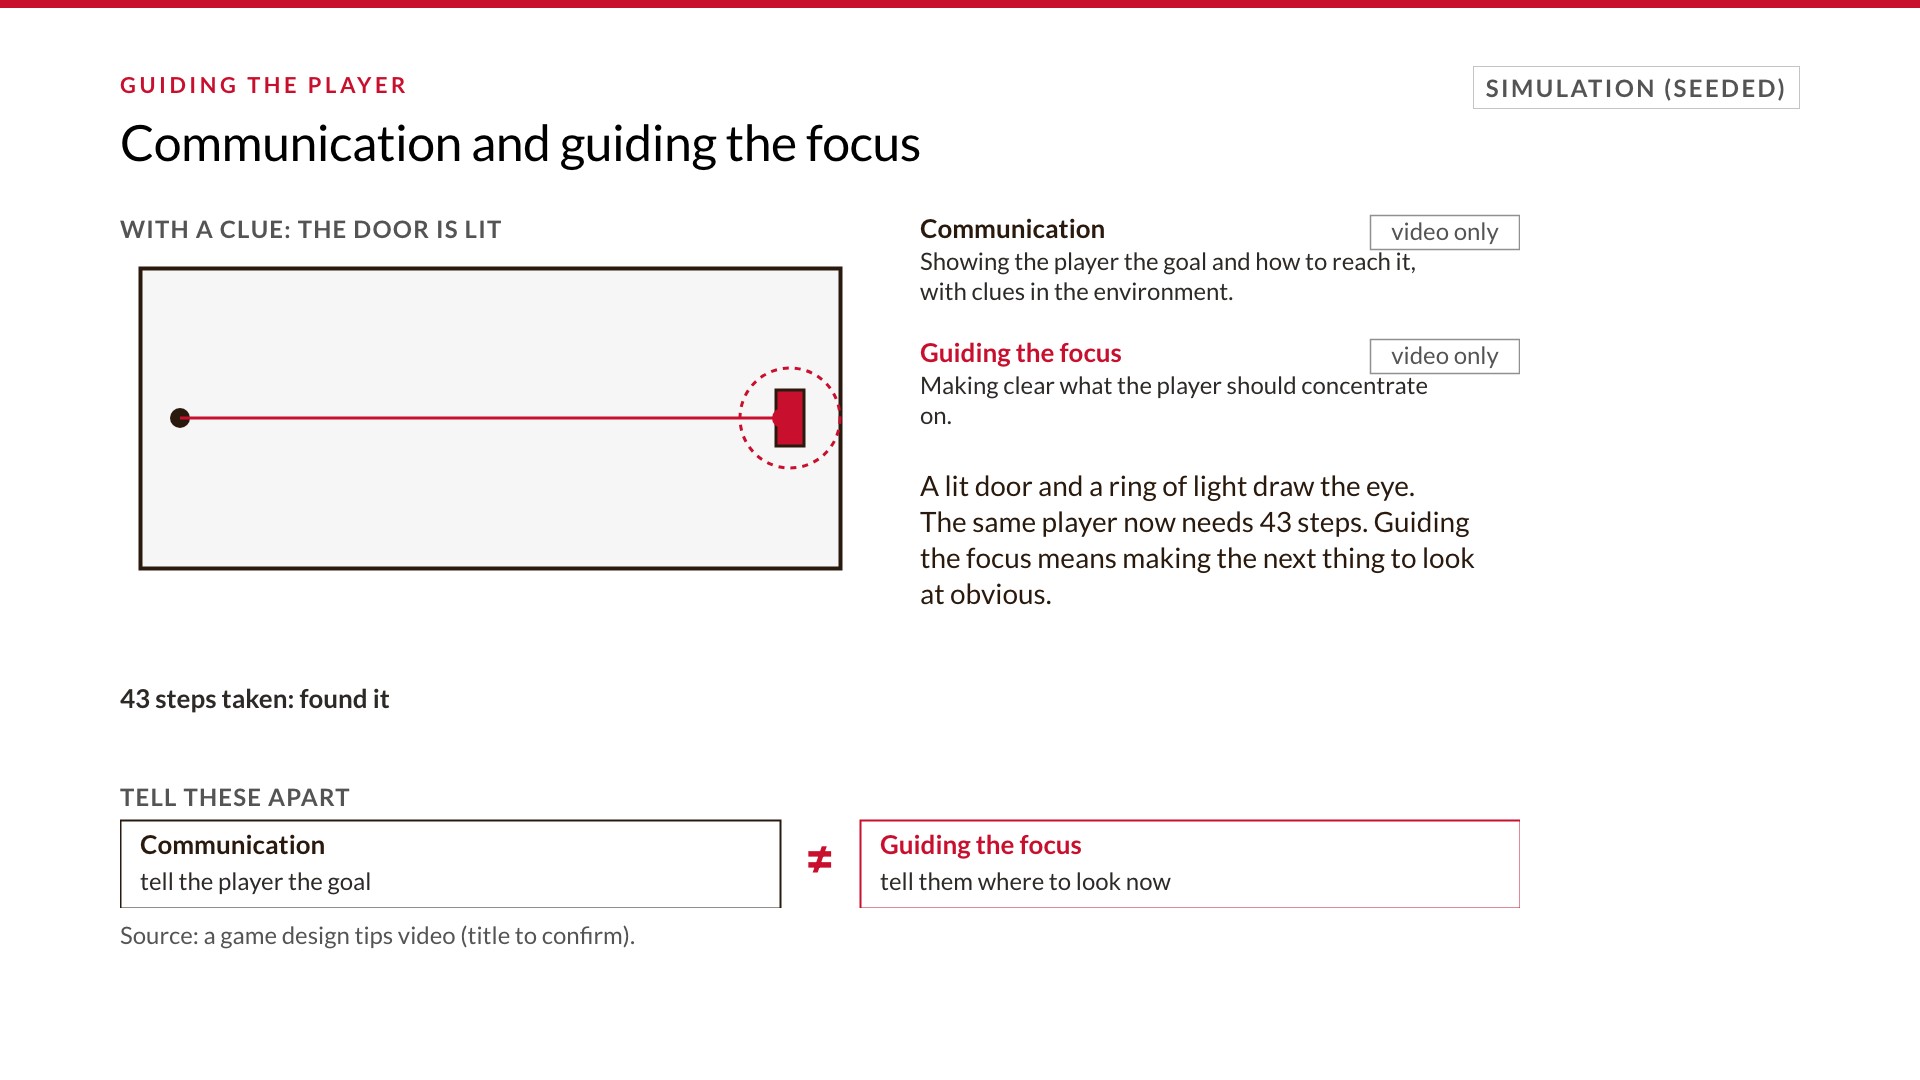 GUIDING THE PLAYER
SIMULATION (SEEDED)
Communication and guiding the focus
WITH A CLUE: THE DOOR IS LIT
Communication
video only
Showing the player the goal and how to reach it,
with clues in the environment.
Guiding the focus
video only
Making clear what the player should concentrate
on.
A lit door and a ring of light draw the eye.
The same player now needs 43 steps. Guiding
the focus means making the next thing to look
at obvious.
43 steps taken: found it
TELL THESE APART
Communication
tell the player the goal
≠
Guiding the focus
tell them where to look now
Source: a game design tips video (title to confirm).